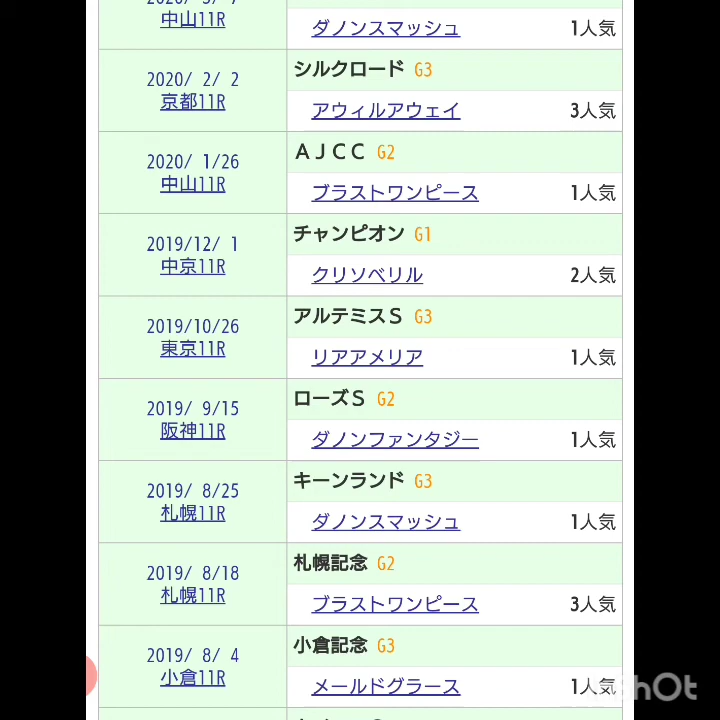 中山11R
ダノンスマッシュ 1人気
2020/ 2/ 2
京都11R
シルクロード G3
アウィルアウェイ 3人気
2020/ 1/26
中山11R
ＡＪＣＣ G2
ブラストワンピース 1人気
2019/12/ 1
中京11R
チャンピオン G1
クリソベリル 2人気
2019/10/26
東京11R
アルテミスＳ G3
リアアメリア 1人気
2019/ 9/15
阪神11R
ローズＳ G2
ダノンファンタジー 1人気
2019/ 8/25
札幌11R
キーンランド G3
ダノンスマッシュ 1人気
2019/ 8/18
札幌11R
札幌記念 G2
ブラストワンピース 3人気
2019/ 8/ 4
小倉11R
小倉記念 G3
メールドグラース 1人気